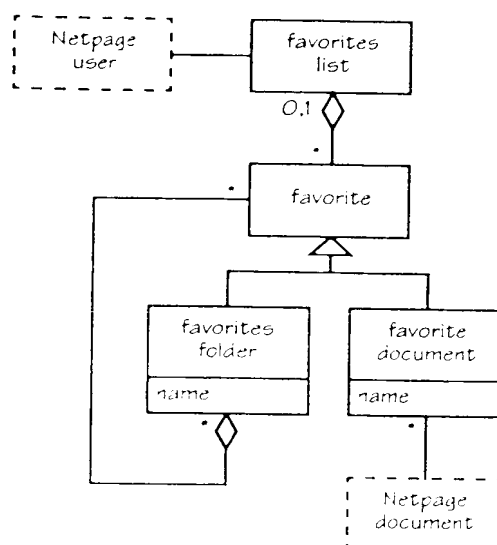 Netpage
user
favorites
list
0,1
*
*
favorite
favorites
folder
name
favorite
document
name
*
*
Netpage
document